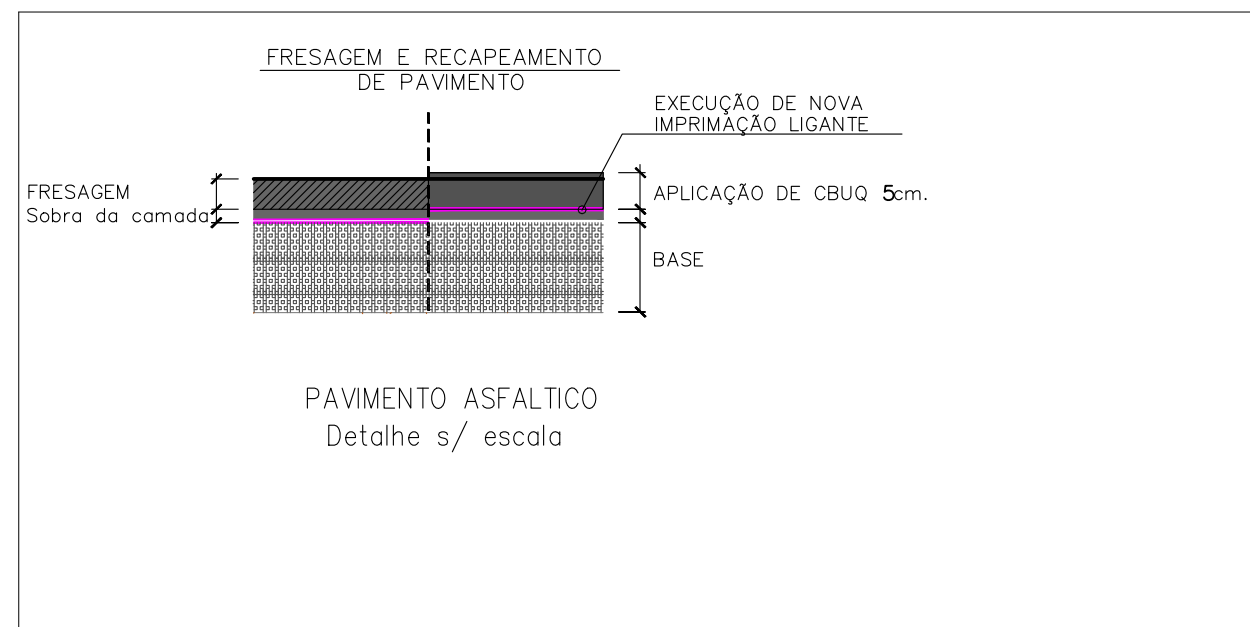 FRESAGEM E RECAPEAMENTO
DE PAVIMENTO
EXECUÇÃO DE NOVA
IMPRIMAÇÃO LIGANTE
FRESAGEM
Sobra da camada
APLICAÇÃO DE CBUQ 5cm.
BASE
PAVIMENTO ASFALTICO
Detalhe s/ escala